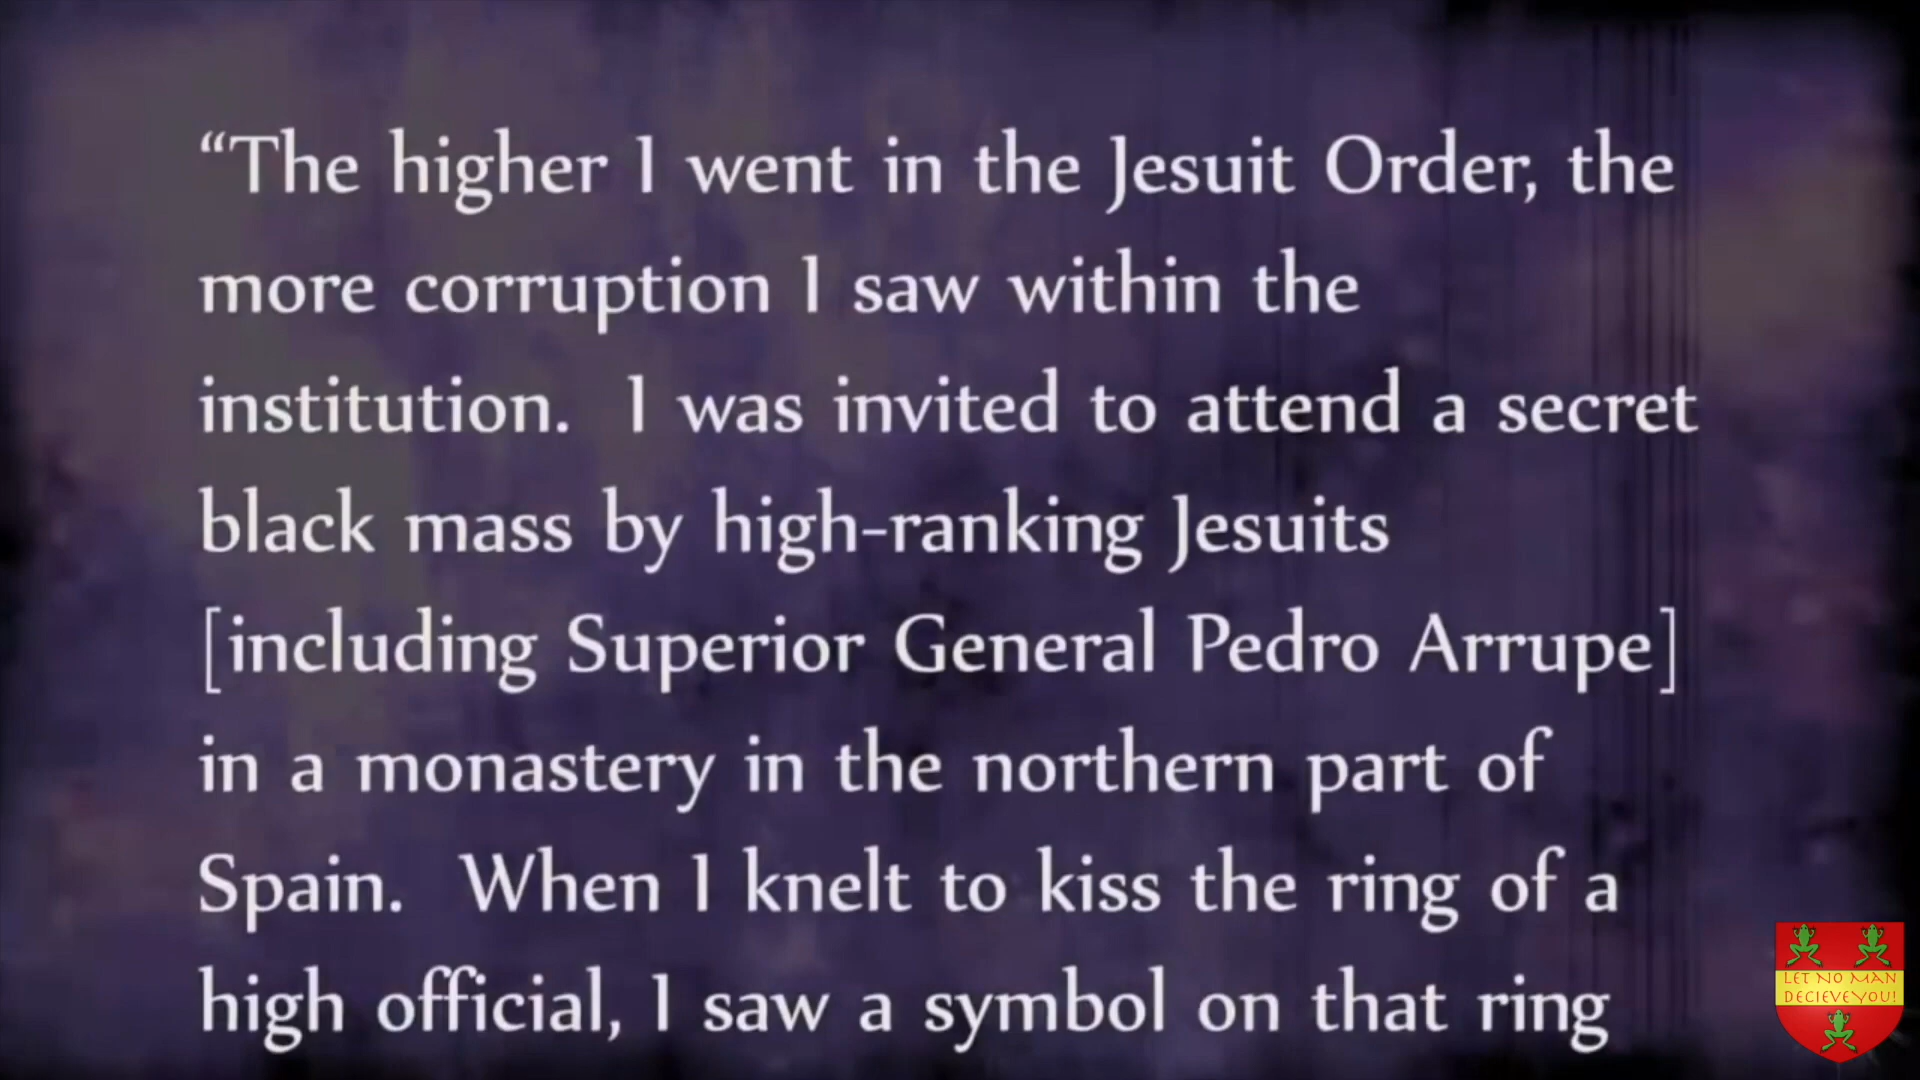 “The higher I went in the Jesuit Order, the
more corruption I saw within the
institution.  I was invited to attend a secret
black mass by high-ranking Jesuits
[including Superior General Pedro Arrupe]
in a monastery in the northern part of
Spain.  When I knelt to kiss the ring of a
high official, I saw a symbol on that ring
LET NO MAN
DECIEVE YOU!